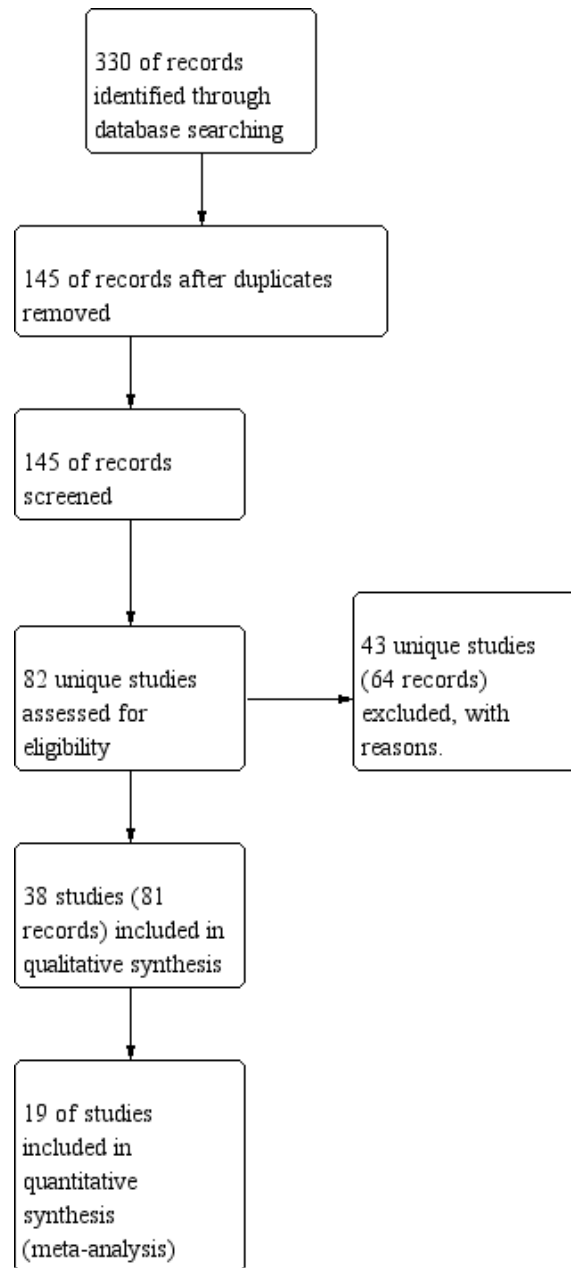 330 of records
identified through
database searching
145 of records after duplicates
removed
145 of records
screened
82 unique studies
assessed for
eligibility
43 unique studies
(64 records)
excluded, with
reasons.
38 studies (81
records) included in
qualitative synthesis
19 of studies
included in
quantitative
synthesis
(meta-analysis)